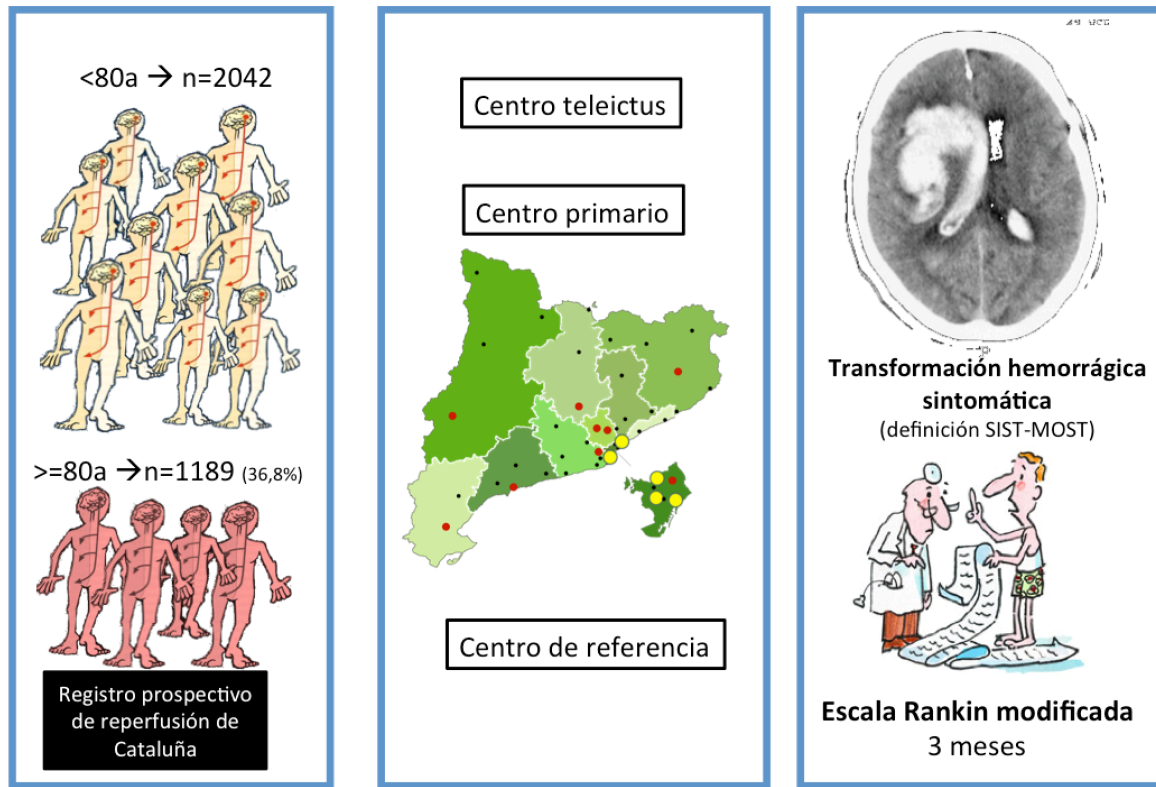 <80a → n=2042
>=80a →n=1189 (36,8%)
Registro prospectivo
de reperfusión de
Cataluña
Centro teleictus
Centro primario
Centro de referencia
Transformación hemorrágica
sintomática
(definición SIST-MOST)
Escala Rankin modificada
3 meses